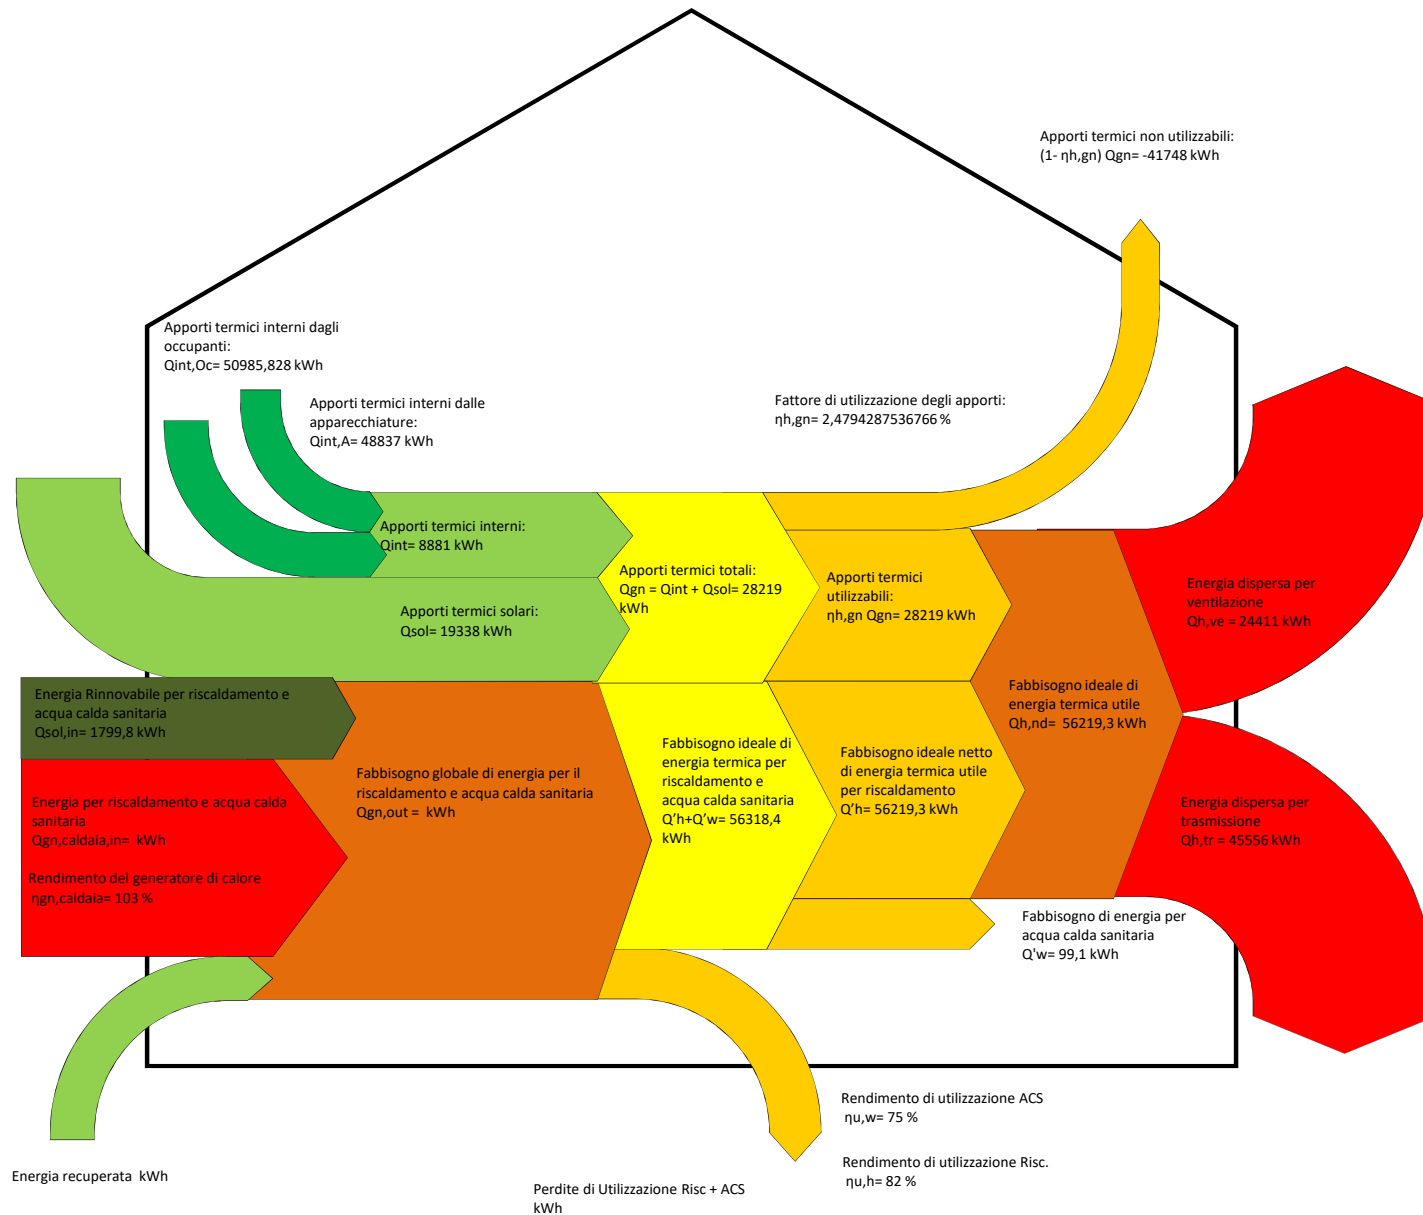 Apporti termici non utilizzabili:
(1- ηh,gn) Qgn= -41748 kWh
Apporti termici interni dagli
occupanti:
Qint,Oc= 50985,828 kWh
Apporti termici interni dalle
apparecchiature:
Qint,A= 48837 kWh
Fattore di utilizzazione degli apporti:
ηh,gn= 2,4794287536766 %
Apporti termici interni:
Qint= 8881 kWh
Apporti termici totali:
Qgn = Qint + Qsol= 28219
kWh
Apporti termici
utilizzabili:
ηh,gn Qgn= 28219 kWh
Energia dispersa per
ventilazione
Qh,ve = 24411 kWh
Apporti termici solari:
Qsol= 19338 kWh
Energia Rinnovabile per riscaldamento e
acqua calda sanitaria
Qsol,in= 1799,8 kWh
Fabbisogno ideale di
energia termica utile
Qh,nd=  56219,3 kWh
Fabbisogno globale di energia per il
riscaldamento e acqua calda sanitaria
Qgn,out =  kWh
Fabbisogno ideale di
energia termica per
riscaldamento e
acqua calda sanitaria
Q’h+Q’w= 56318,4
kWh
Fabbisogno ideale netto
di energia termica utile
per riscaldamento
Q’h= 56219,3 kWh
Energia per riscaldamento e acqua calda
sanitaria
Qgn,caldaia,in=  kWh
Rendimento del generatore di calore
ηgn,caldaia= 103 %
Energia dispersa per
trasmissione
Qh,tr = 45556 kWh
Fabbisogno di energia per
acqua calda sanitaria
Q'w= 99,1 kWh
Rendimento di utilizzazione ACS
ηu,w= 75 %
Rendimento di utilizzazione Risc.
ηu,h= 82 %
Energia recuperata  kWh
Perdite di Utilizzazione Risc + ACS
kWh